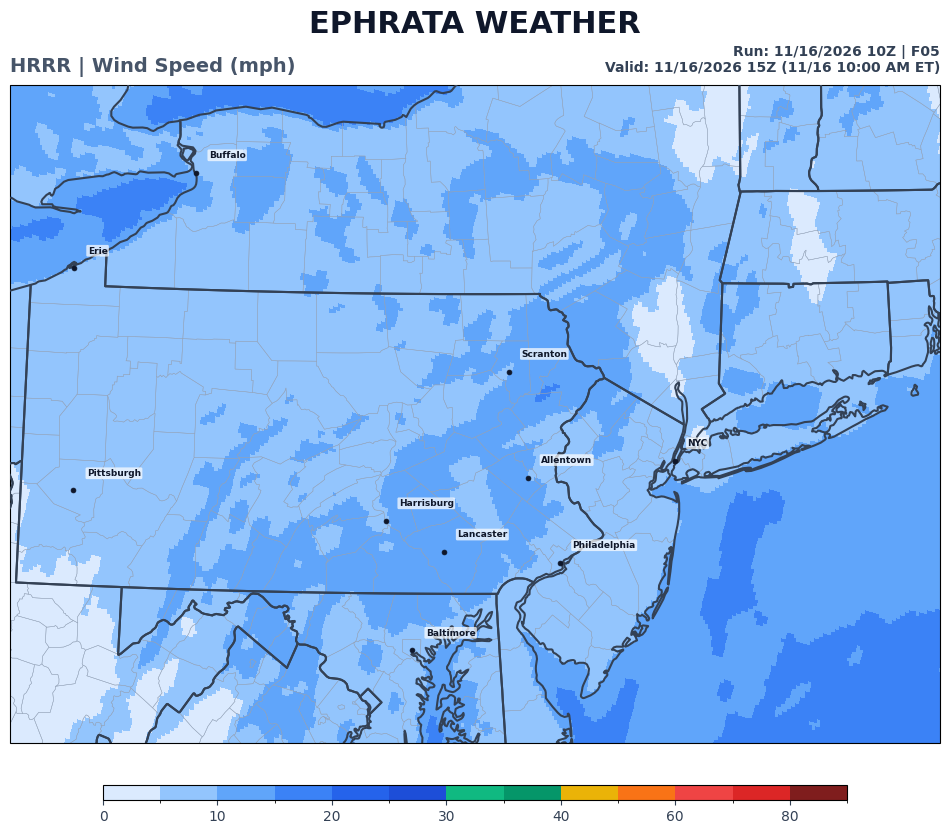 EPHRATA WEATHER
HRRR | Wind Speed (mph)
Run: 11/16/2026 10Z | F05
Valid: 11/16/2026 15Z (11/16 10:00 AM ET)
Buffalo
Erie
Scranton
NYC
Allentown
Pittsburgh
Harrisburg
Lancaster
Philadelphia
Baltimore
0 10 20 30 40 50 60 70 80